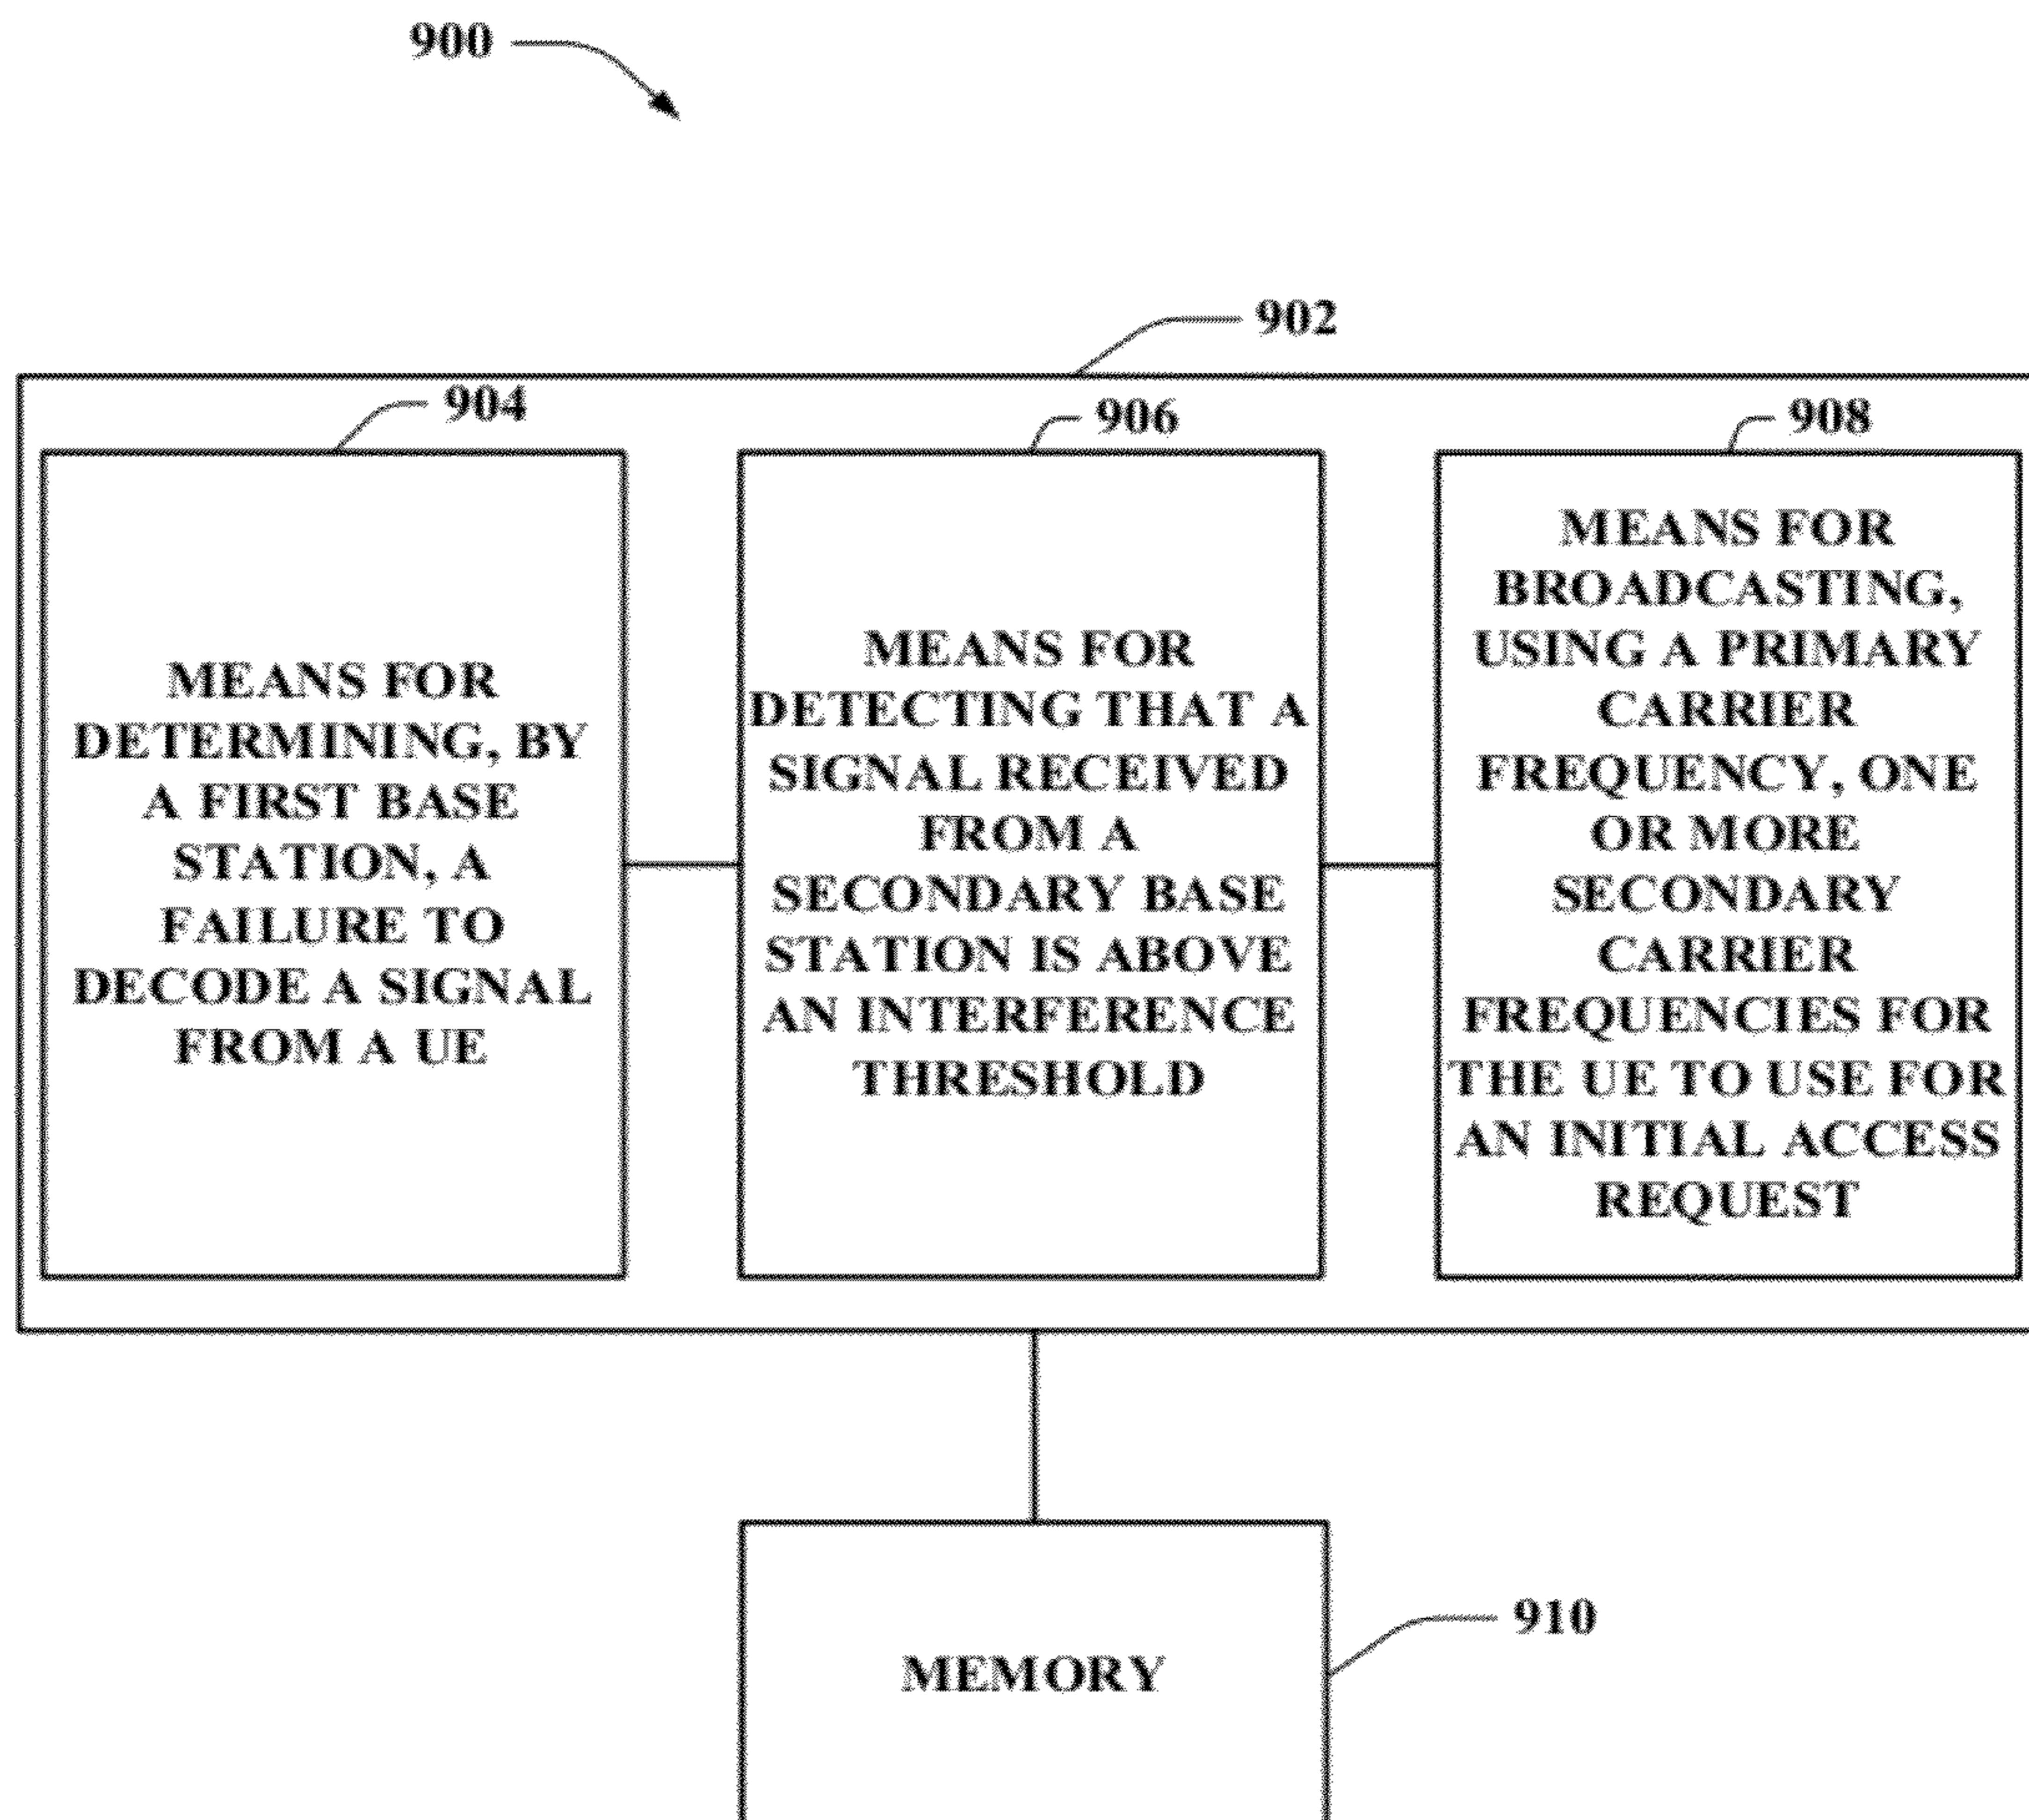 900
902
904
906
908
MEANS FOR
DETERMINING, BY
A FIRST BASE
STATION, A
FAILURE TO
DECODE A SIGNAL
FROM A UE
MEANS FOR
DETECTING THAT A
SIGNAL RECEIVED
FROM A
SECONDARY BASE
STATION IS ABOVE
AN INTERFERENCE
THRESHOLD
MEANS FOR
BROADCASTING,
USING A PRIMARY
CARRIER
FREQUENCY, ONE
OR MORE
SECONDARY
CARRIER
FREQUENCIES FOR
THE UE TO USE FOR
AN INITIAL ACCESS
REQUEST
910
MEMORY